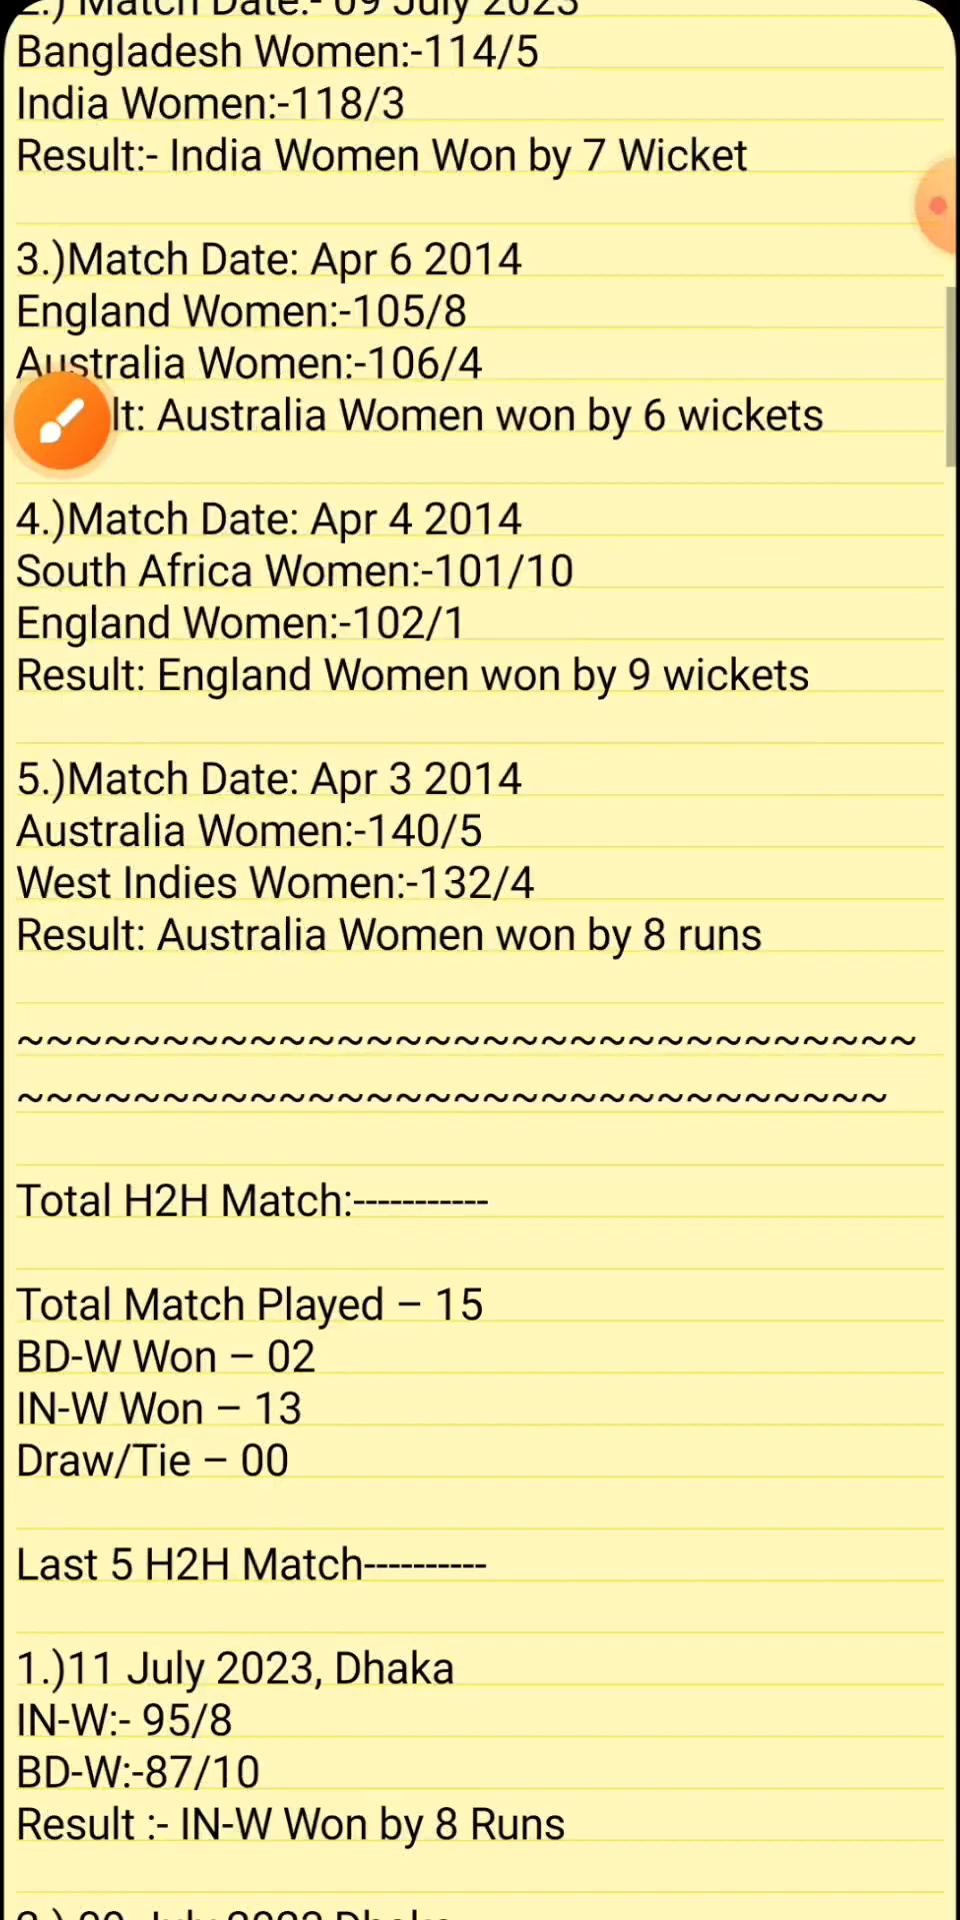 2.) Match Date:- 09 July 2023
Bangladesh Women:-114/5
India Women:-118/3
Result:- India Women Won by 7 Wicket
3.)Match Date: Apr 6 2014
England Women:-105/8
Australia Women:-106/4
lt: Australia Women won by 6 wickets
4.)Match Date: Apr 4 2014
South Africa Women:-101/10
England Women:-102/1
Result: England Women won by 9 wickets
5.)Match Date: Apr 3 2014
Australia Women:-140/5
West Indies Women:-132/4
Result: Australia Women won by 8 runs
~~~~~~~~~~~~~~~~~~~~~~~~~~~~~~~
~~~~~~~~~~~~~~~~~~~~~~~~~~~~~~
Total H2H Match:-----------
Total Match Played – 15
BD-W Won – 02
IN-W Won – 13
Draw/Tie – 00
Last 5 H2H Match----------
1.)11 July 2023, Dhaka
IN-W:- 95/8
BD-W:-87/10
Result :- IN-W Won by 8 Runs